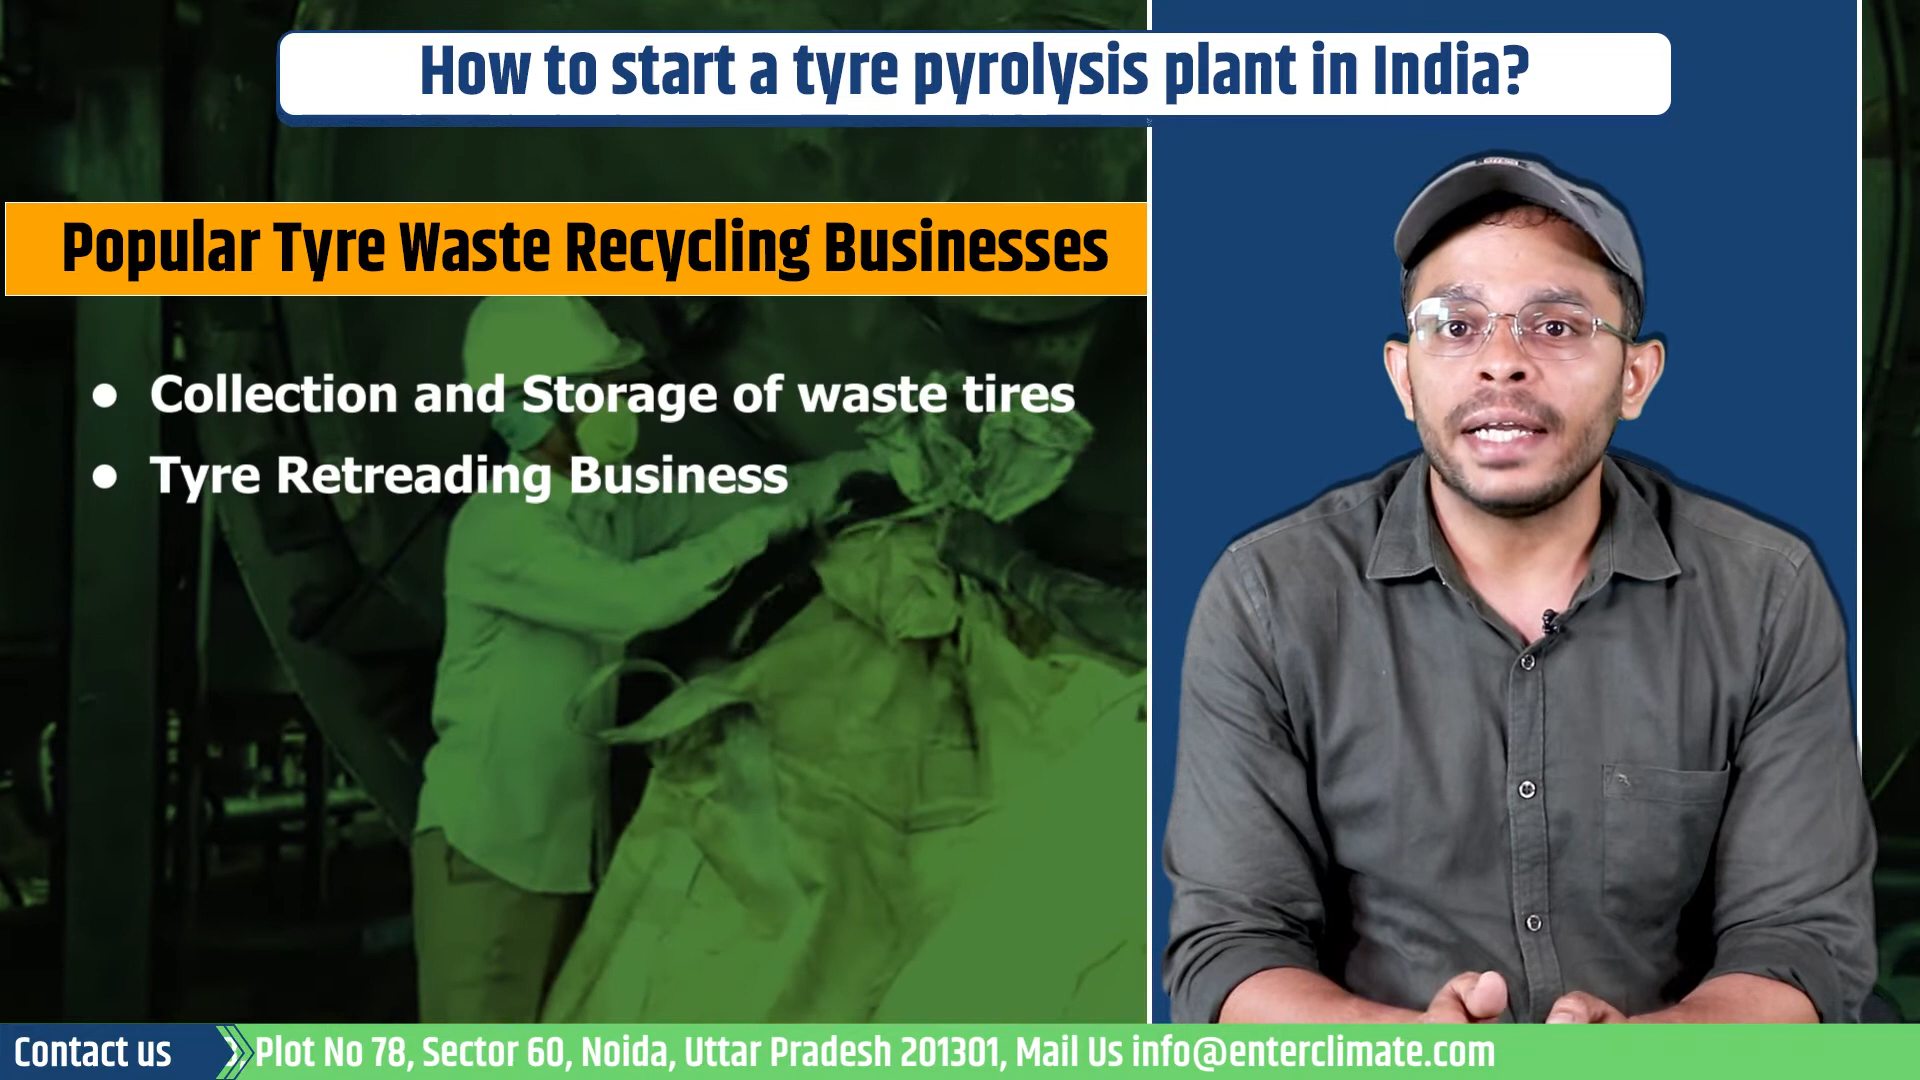 How to start a tyre pyrolysis plant in India?
Popular Tyre Waste Recycling Businesses
● Collection and Storage of waste tires
● Tyre Retreading Business
Contact us
Plot No 78, Sector 60, Noida, Uttar Pradesh 201301, Mail Us info@enterclimate.com